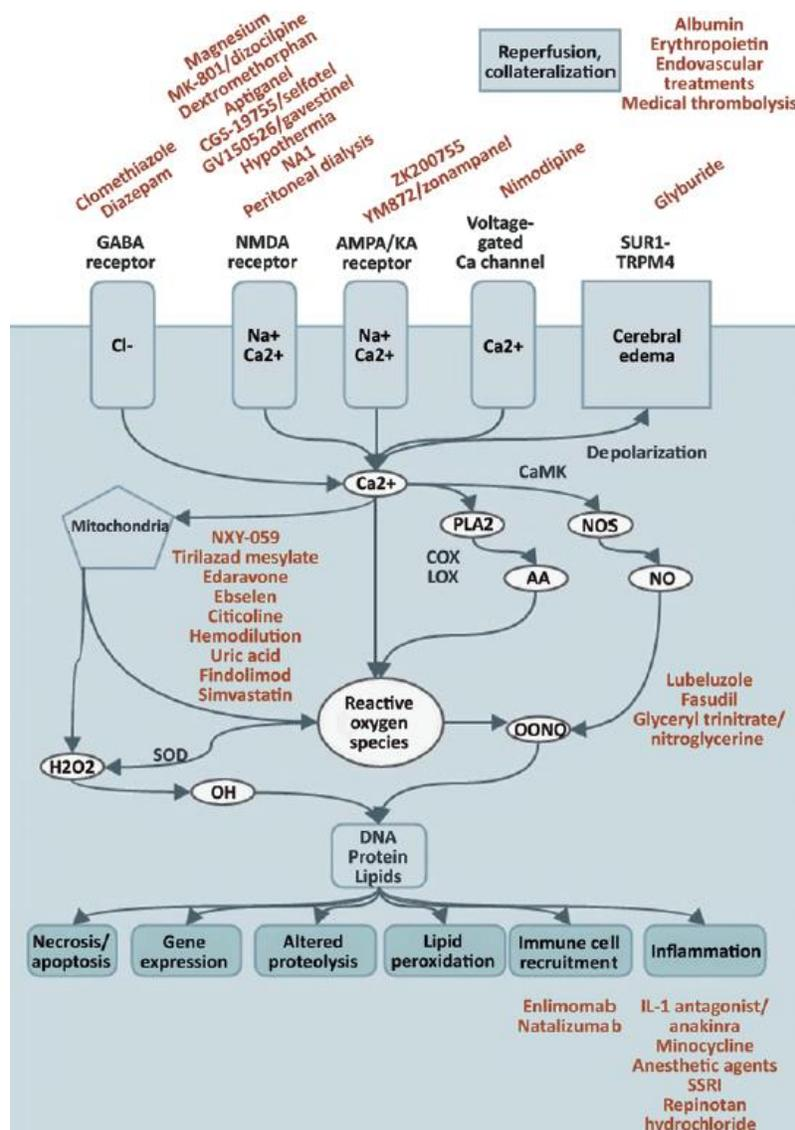 Magnesium
MK-801/dizocilpine
Dextromethorphan
Aptiganel
CGS-19755/selfotel
GV150526/gavestinel
Hypothermia
NA1
Peritoneal dialysis
Reperfusion,
collateralization
Albumin
Erythropoietin
Endovascular
treatments
Medical thrombolysis
Clomethiazole
Diazepam
ZK200755
YM872/zonampanel
Nimodipine
Glyburide
GABA
receptor
NMDA
receptor
AMPA/KA
receptor
Voltage-
gated
Ca channel
SUR1-
TRPM4
Cl-
Na+
Ca2+
Na+
Ca2+
Ca2+
Cerebral
edema
Depolarization
Ca2+
CaMK
Mitochondria
PLA2
NOS
COX
LOX
AA
NO
NXY-059
Tirilazad mesylate
Edaravone
Ebselen
Citicoline
Hemodilution
Uric acid
Findolimod
Simvastatin
Reactive
oxygen
species
OONO
Lubeluzole
Fasudil
Glyceryl trinitrate/
nitroglycerine
SOD
H2O2
OH
DNA
Protein
Lipids
Necrosis/
apoptosis
Gene
expression
Altered
proteolysis
Lipid
peroxidation
Immune cell
recruitment
Inflammation
Enlimomab
Natalizumab
IL-1 antagonist/
anakinra
Minocycline
Anesthetic agents
SSRI
Repinotan
hydrochloride